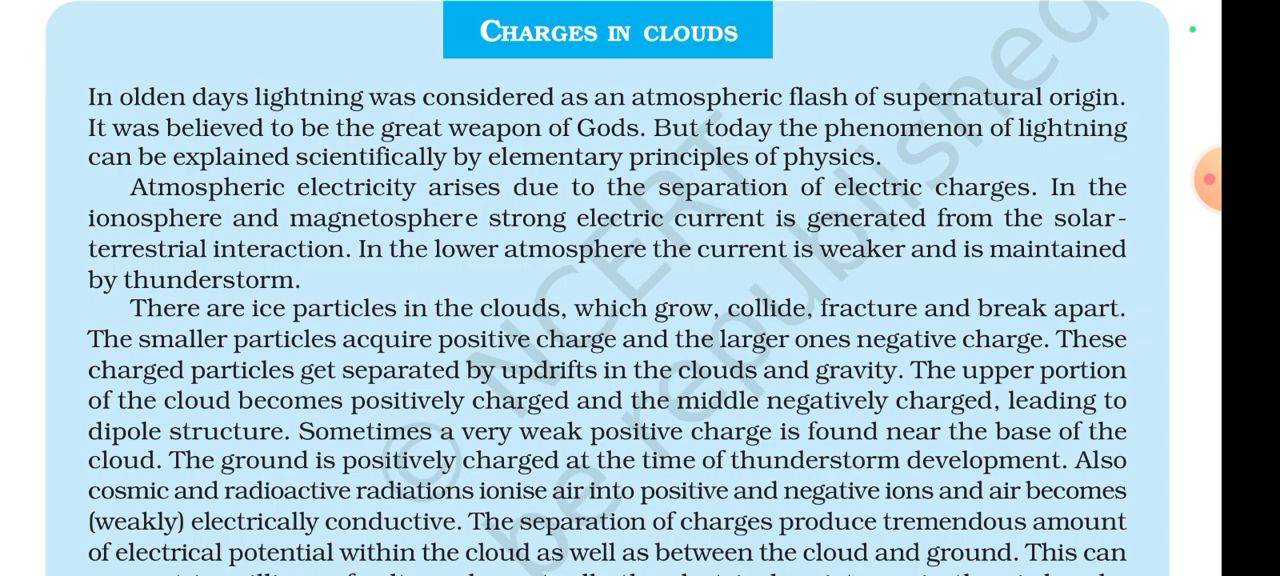 CHARGES IN CLOUDS
In olden days lightning was considered as an atmospheric flash of supernatural origin.
It was believed to be the great weapon of Gods. But today the phenomenon of lightning
can be explained scientifically by elementary principles of physics.
Atmospheric electricity arises due to the separation of electric charges. In the
ionosphere and magnetosphere strong electric current is generated from the solar-
terrestrial interaction. In the lower atmosphere the current is weaker and is maintained
by thunderstorm.
There are ice particles in the clouds, which grow, collide, fracture and break apart.
The smaller particles acquire positive charge and the larger ones negative charge. These
charged particles get separated by updrifts in the clouds and gravity. The upper portion
of the cloud becomes positively charged and the middle negatively charged, leading to
dipole structure. Sometimes a very weak positive charge is found near the base of the
cloud. The ground is positively charged at the time of thunderstorm development. Also
cosmic and radioactive radiations ionise air into positive and negative ions and air becomes
(weakly) electrically conductive. The separation of charges produce tremendous amount
of electrical potential within the cloud as well as between the cloud and ground. This can
© NCERT
be republished